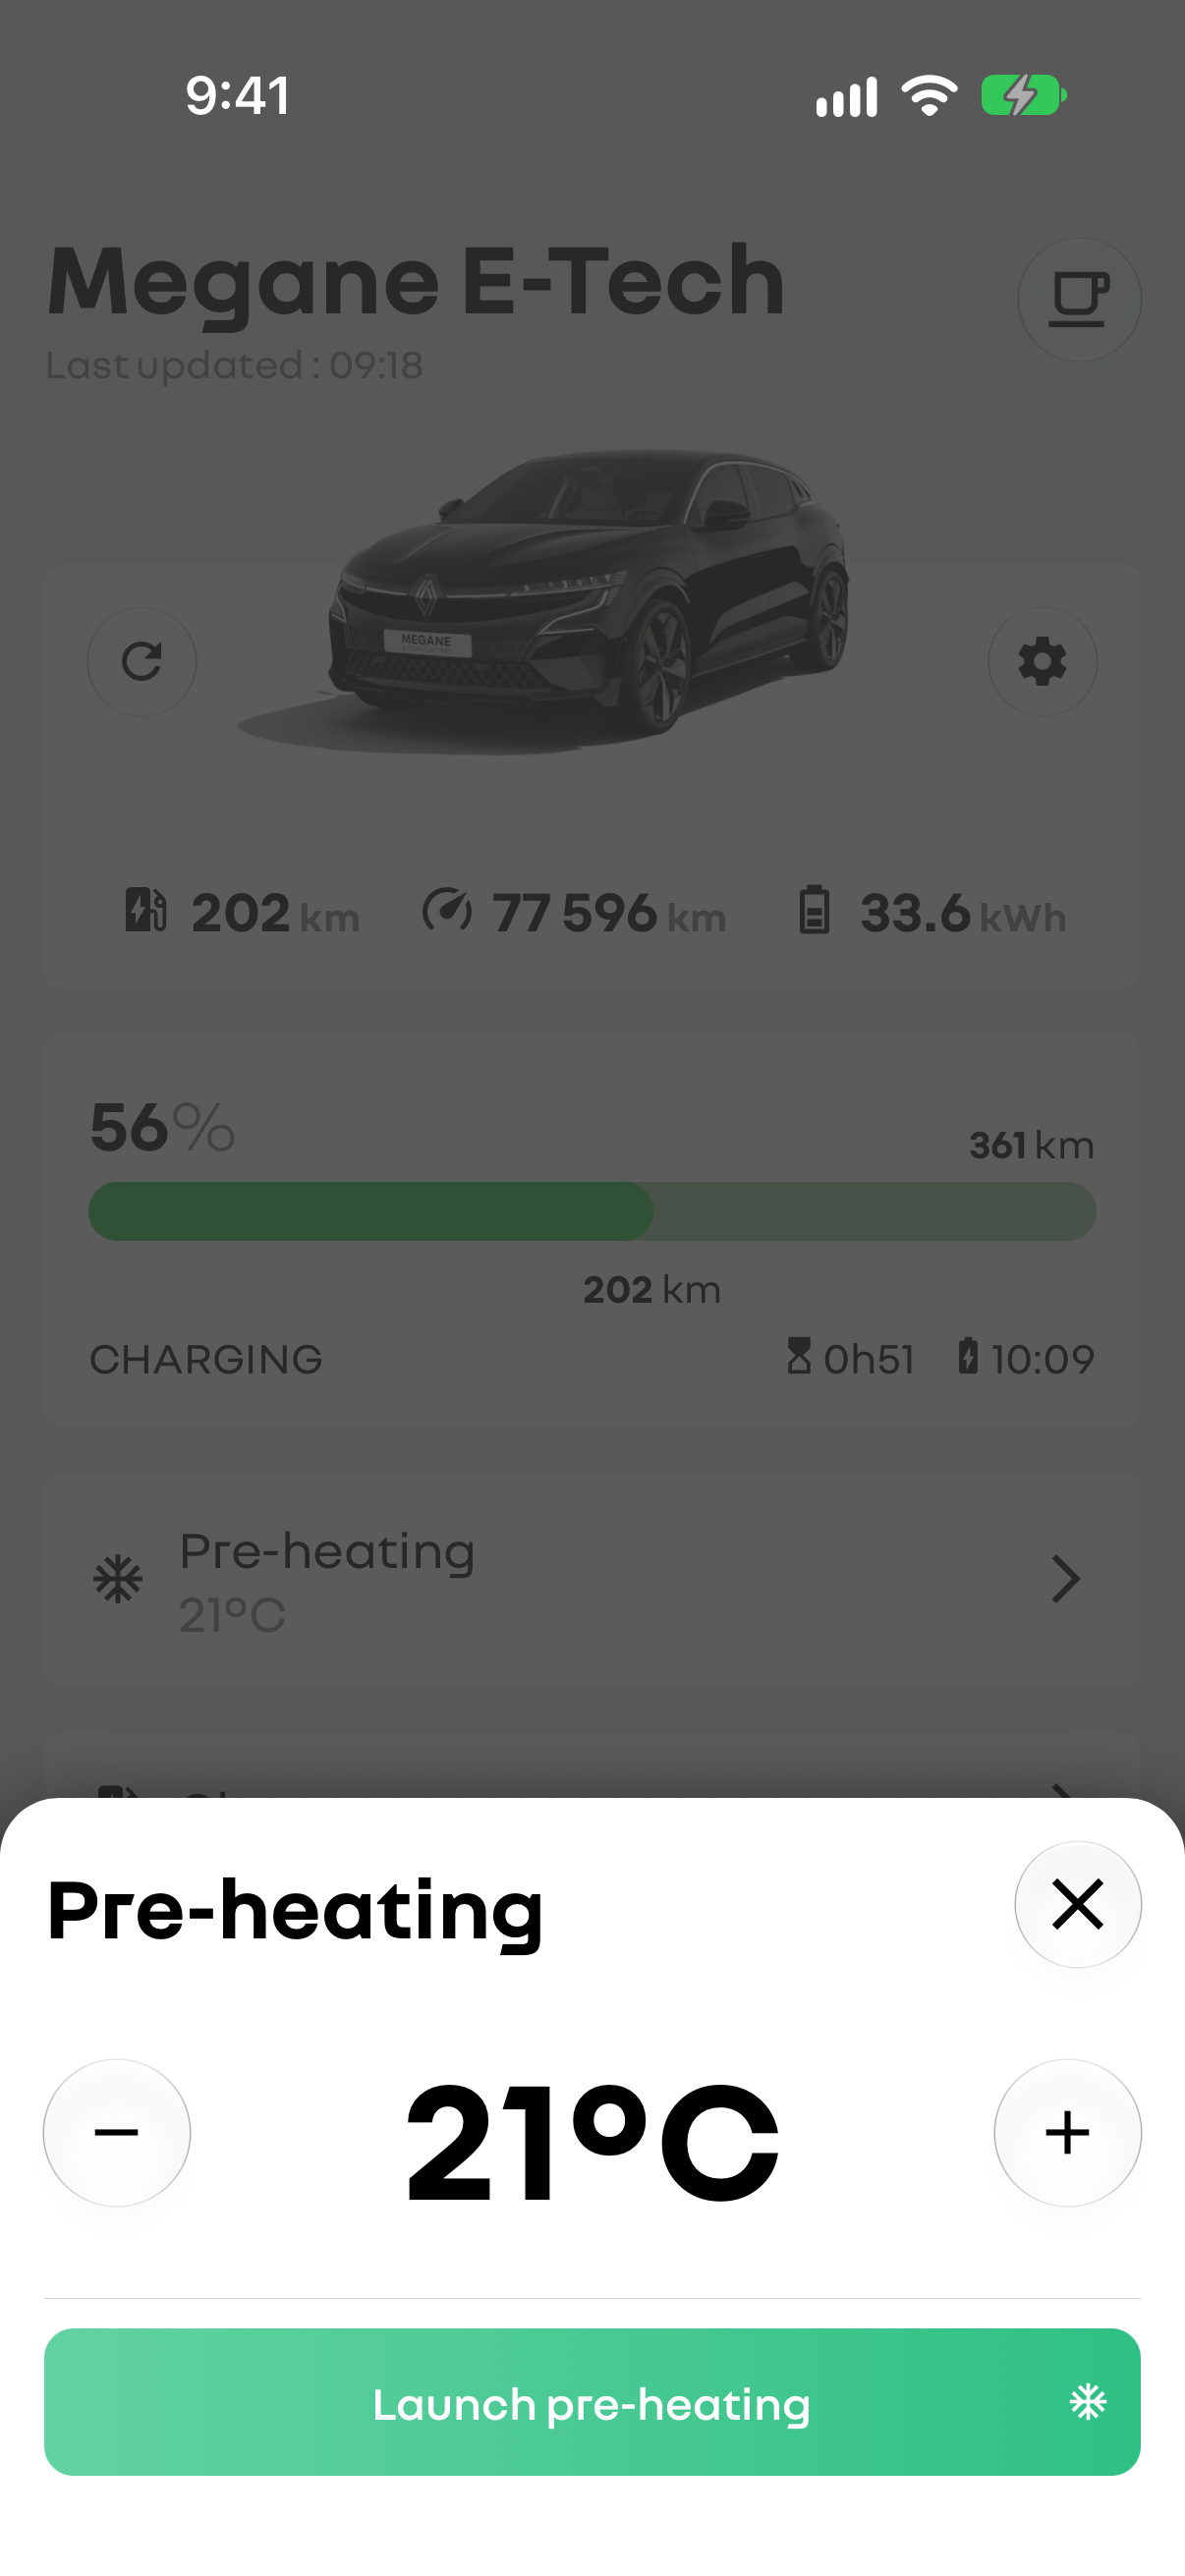 9:41
Megane E-Tech
Last updated : 09:18
MEGANE
202 km 77 596 km 33.6 kWh
56%
361 km
202 km
CHARGING 0h51 10:09
Pre-heating
21°C
Pre-heating
21°C
Launch pre-heating